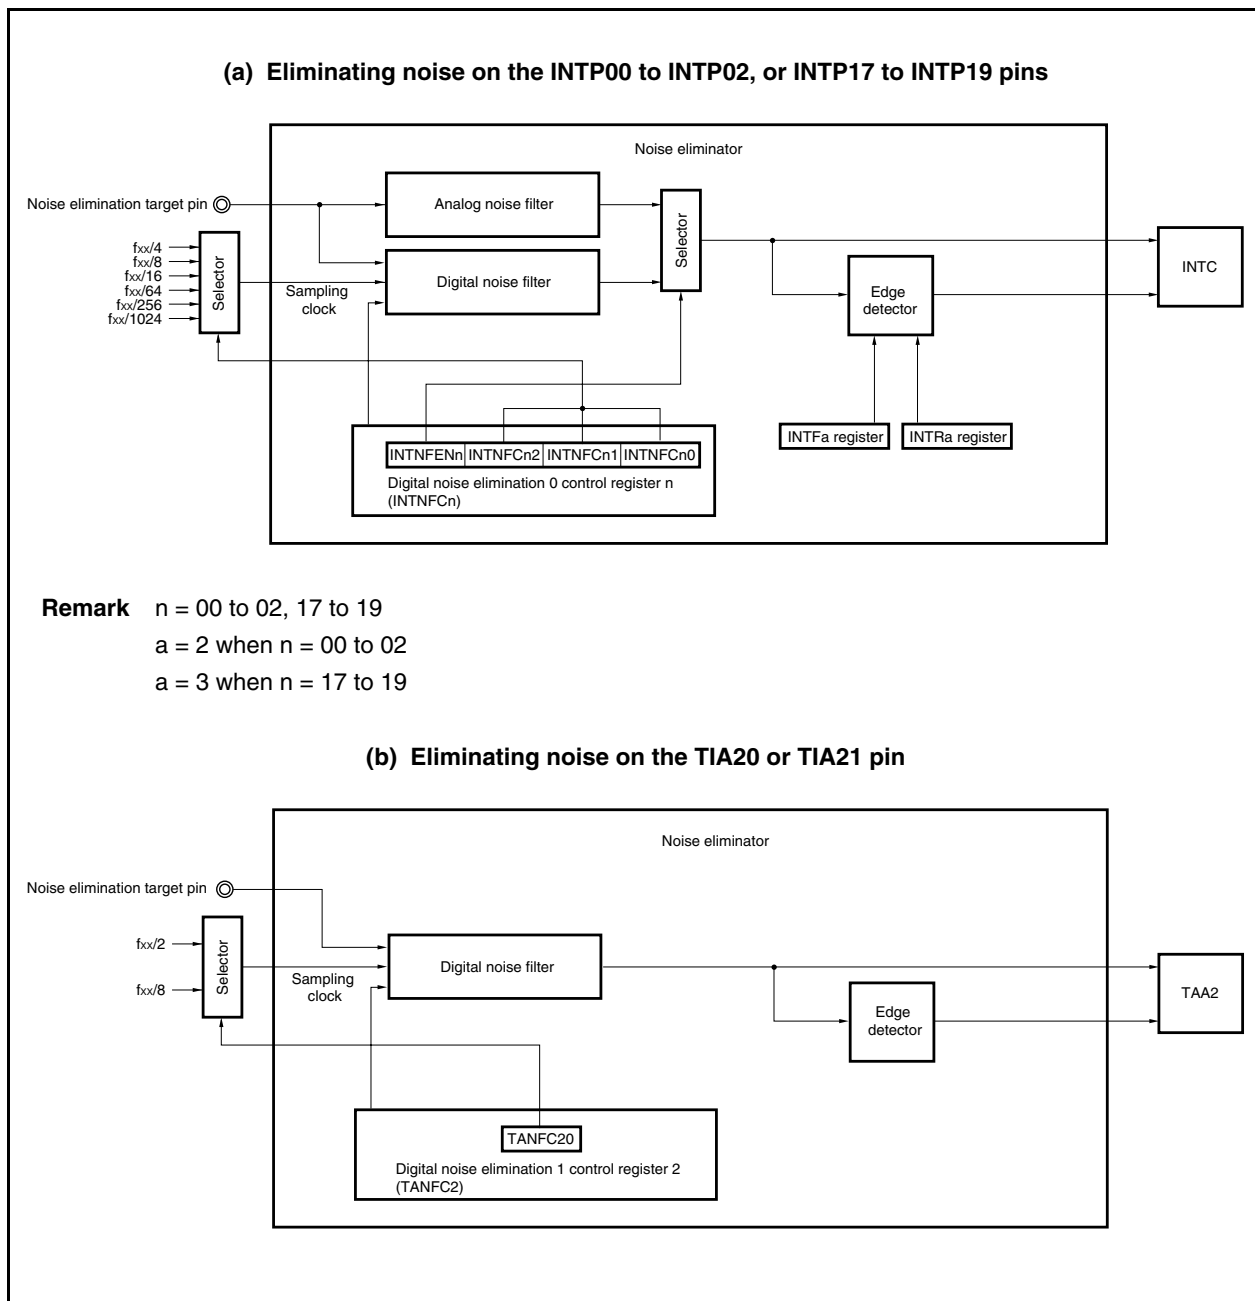 (a) Eliminating noise on the INTP00 to INTP02, or INTP17 to INTP19 pins
Noise eliminator
Noise elimination target pin
Analog noise filter
Selector
fxx/4
fxx/8
fxx/16
fxx/64
fxx/256
fxx/1024
Selector
Sampling
clock
Digital noise filter
Edge
detector
INTC
INTFa register
INTRa register
INTNFENn INTNFCn2 INTNFCn1 INTNFCn0
Digital noise elimination 0 control register n
(INTNFCn)
Remark n = 00 to 02, 17 to 19
a = 2 when n = 00 to 02
a = 3 when n = 17 to 19
(b) Eliminating noise on the TIA20 or TIA21 pin
Noise eliminator
Noise elimination target pin
fxx/2
fxx/8
Selector
Sampling
clock
Digital noise filter
Edge
detector
TAA2
TANFC20
Digital noise elimination 1 control register 2
(TANFC2)